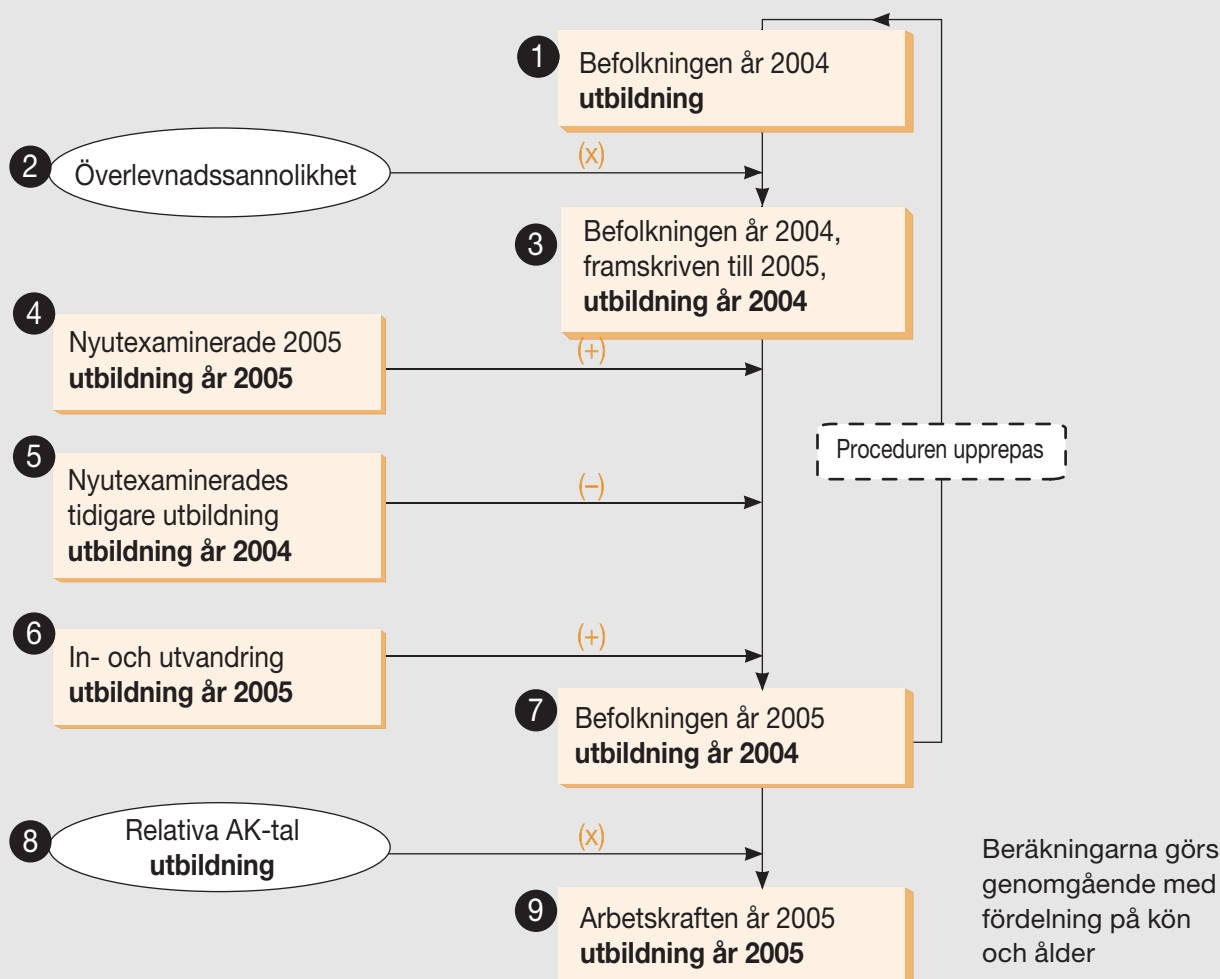 1
Befolkningen år 2004
utbildning
2
Överlevnadssannolikhet
(x)
3
Befolkningen år 2004,
framskriven till 2005,
utbildning år 2004
4
Nyutexaminerade 2005
utbildning år 2005
(+)
5
Nyutexaminerades
tidigare utbildning
utbildning år 2004
(–)
Proceduren upprepas
6
In- och utvandring
utbildning år 2005
(+)
7
Befolkningen år 2005
utbildning år 2004
8
Relativa AK-tal
utbildning
(x)
9
Arbetskraften år 2005
utbildning år 2005
Beräkningarna görs
genomgående med
fördelning på kön
och ålder